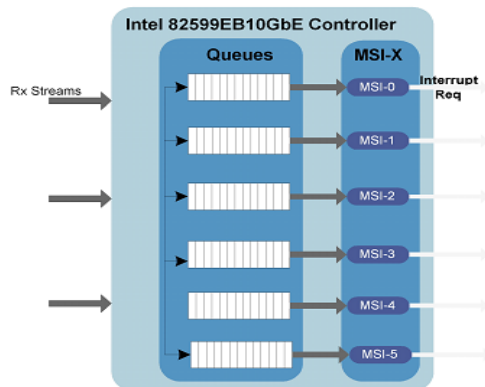 Intel 82599EB10GbE Controller
Queues
MSI-X
Rx Streams
MSI-0
Interrupt
Req
MSI-1
MSI-2
MSI-3
MSI-4
MSI-5